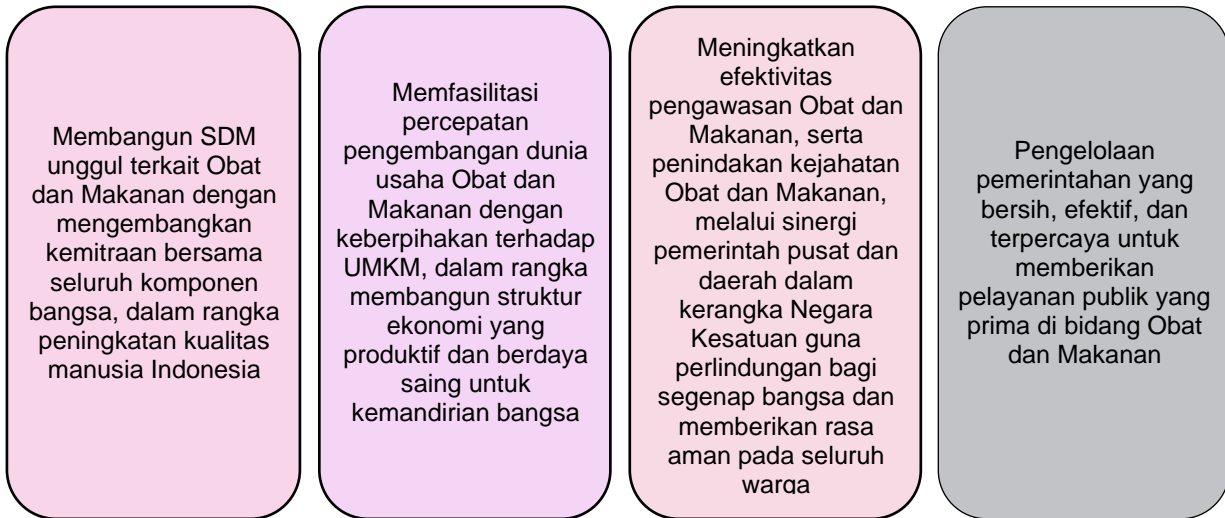 Membangun SDM
unggul terkait Obat
dan Makanan dengan
mengembangkan
kemitraan bersama
seluruh komponen
bangsa, dalam rangka
peningkatan kualitas
manusia Indonesia
Memfasilitasi
percepatan
pengembangan dunia
usaha Obat dan
Makanan dengan
keberpihakan terhadap
UMKM, dalam rangka
membangun struktur
ekonomi yang
produktif dan berdaya
saing untuk
kemandirian bangsa
Meningkatkan
efektivitas
pengawasan Obat dan
Makanan, serta
penindakan kejahatan
Obat dan Makanan,
melalui sinergi
pemerintah pusat dan
daerah dalam
kerangka Negara
Kesatuan guna
perlindungan bagi
segenap bangsa dan
memberikan rasa
aman pada seluruh
warga
Pengelolaan
pemerintahan yang
bersih, efektif, dan
terpercaya untuk
memberikan
pelayanan publik yang
prima di bidang Obat
dan Makanan